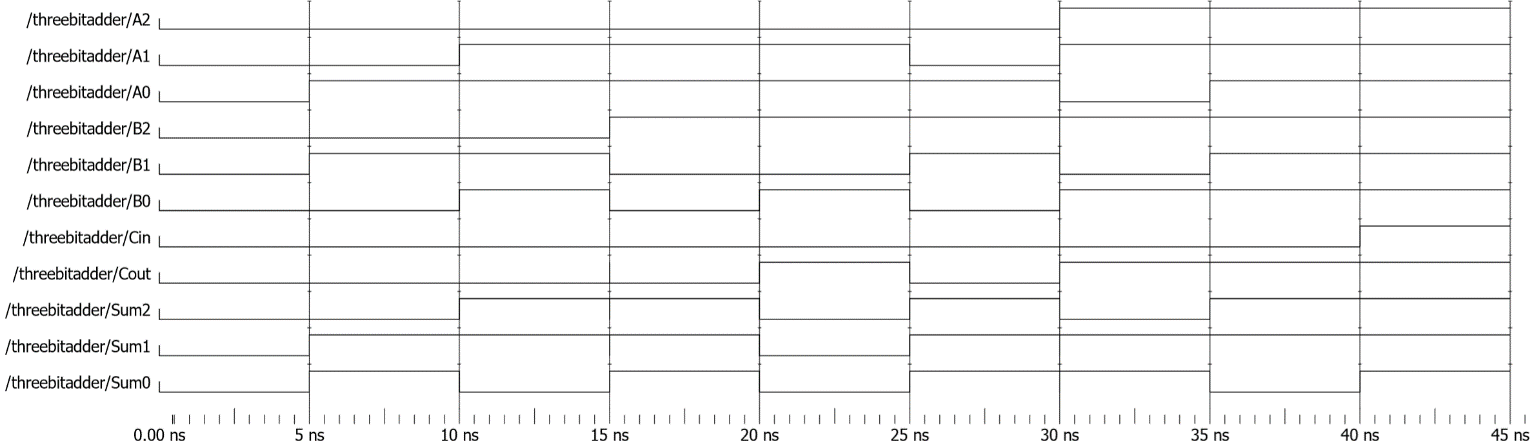 /threebitadder/A2
/threebitadder/A1
/threebitadder/A0
/threebitadder/B2
/threebitadder/B1
/threebitadder/B0
/threebitadder/Cin
/threebitadder/Cout
/threebitadder/Sum2
/threebitadder/Sum1
/threebitadder/Sum0
0.00 ns 5 ns 10 ns 15 ns 20 ns 25 ns 30 ns 35 ns 40 ns 45 ns